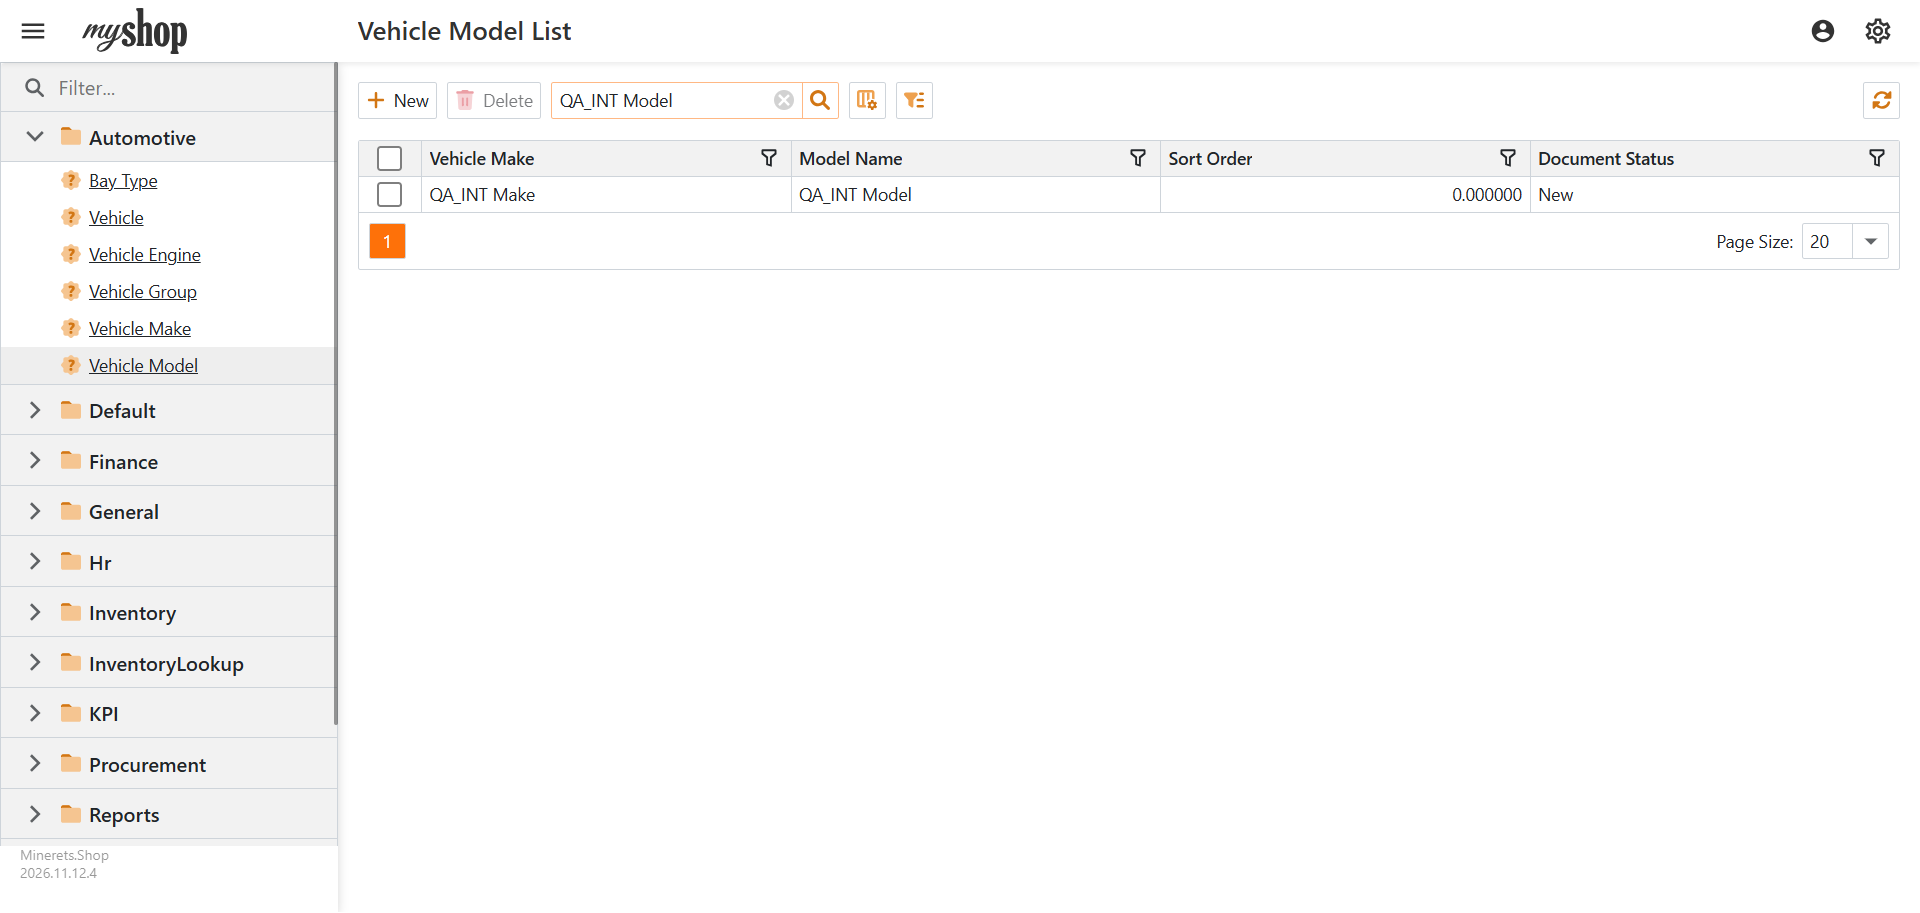 myshop
Vehicle Model List
Filter...
Automotive
Bay Type
Vehicle
Vehicle Engine
Vehicle Group
Vehicle Make
Vehicle Model
Default
Finance
General
Hr
Inventory
InventoryLookup
KPI
Procurement
Reports
Minerets.Shop
2026.11.12.4
New Delete QA_INT Model
Vehicle Make Model Name Sort Order Document Status
QA_INT Make QA_INT Model 0.000000 New
1 Page Size: 20